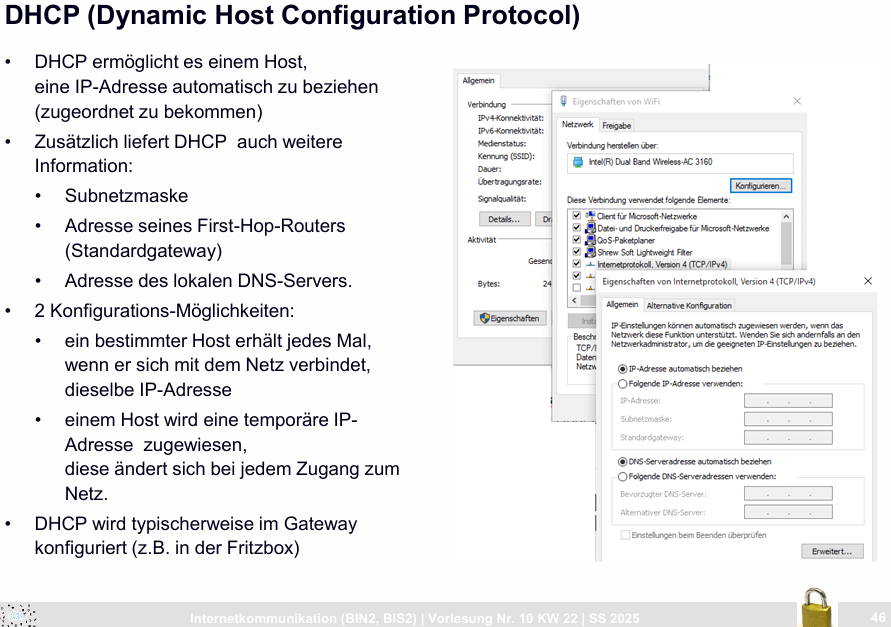 DHCP (Dynamic Host Configuration Protocol)
• DHCP ermöglicht es einem Host,
eine IP-Adresse automatisch zu beziehen
(zugeordnet zu bekommen)
• Zusätzlich liefert DHCP auch weitere
Information:
• Subnetzmaske
• Adresse seines First-Hop-Routers
(Standardgateway)
• Adresse des lokalen DNS-Servers.
• 2 Konfigurations-Möglichkeiten:
• ein bestimmter Host erhält jedes Mal,
wenn er sich mit dem Netz verbindet,
dieselbe IP-Adresse
• einem Host wird eine temporäre IP-
Adresse zugewiesen,
diese ändert sich bei jedem Zugang zum
Netz.
• DHCP wird typischerweise im Gateway
konfiguriert (z.B. in der Fritzbox)
Allgemein
Verbindung
IPv4-Konnektivität:
IPv6-Konnektivität:
Medienstatus:
Kennung (SSID):
Dauer:
Übertragungsrate:
Signalqualität:
Details...
Aktivität
Bytes: 24
Eigenschaften
Eigenschaften von WiFi
Netzwerk Freigabe
Verbindung herstellen über:
Intel(R) Dual Band Wireless-AC 3160
Konfigurieren...
Diese Verbindung verwendet folgende Elemente:
Client für Microsoft-Netzwerke
Datei- und Druckerfreigabe für Microsoft-Netzwerke
QoS-Paketplaner
Shrew Soft Lightweight Filter
Internetprotokoll, Version 4 (TCP/IPv4)
Eigenschaften von Internetprotokoll, Version 4 (TCP/IPv4)
Allgemein Alternative Konfiguration
IP-Einstellungen können automatisch zugewiesen werden, wenn das
Netzwerk diese Funktion unterstützt. Wenden Sie sich andernfalls an den
Netzwerkadministrator, um die geeigneten IP-Einstellungen zu beziehen.
IP-Adresse automatisch beziehen
Folgende IP-Adresse verwenden:
IP-Adresse:
Subnetzmaske:
Standardgateway:
DNS-Serveradresse automatisch beziehen
Folgende DNS-Serveradressen verwenden:
Bevorzugter DNS-Server:
Alternativer DNS-Server:
Einstellungen beim Beenden überprüfen
Erweitert...
Internetkommunikation (BIN2, BIS2) | Vorlesung Nr. 10 KW 22 | SS 2025
46